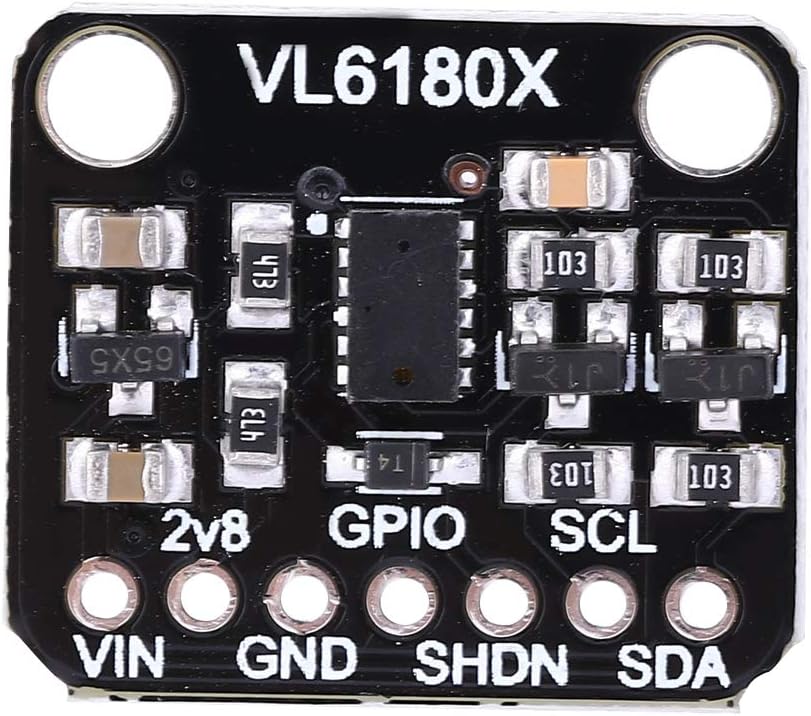 VL6180X
103
103
473
65X5
J1Y
J1Y
473
T4
103
103
2v8
GPIO
SCL
VIN
GND
SHDN
SDA